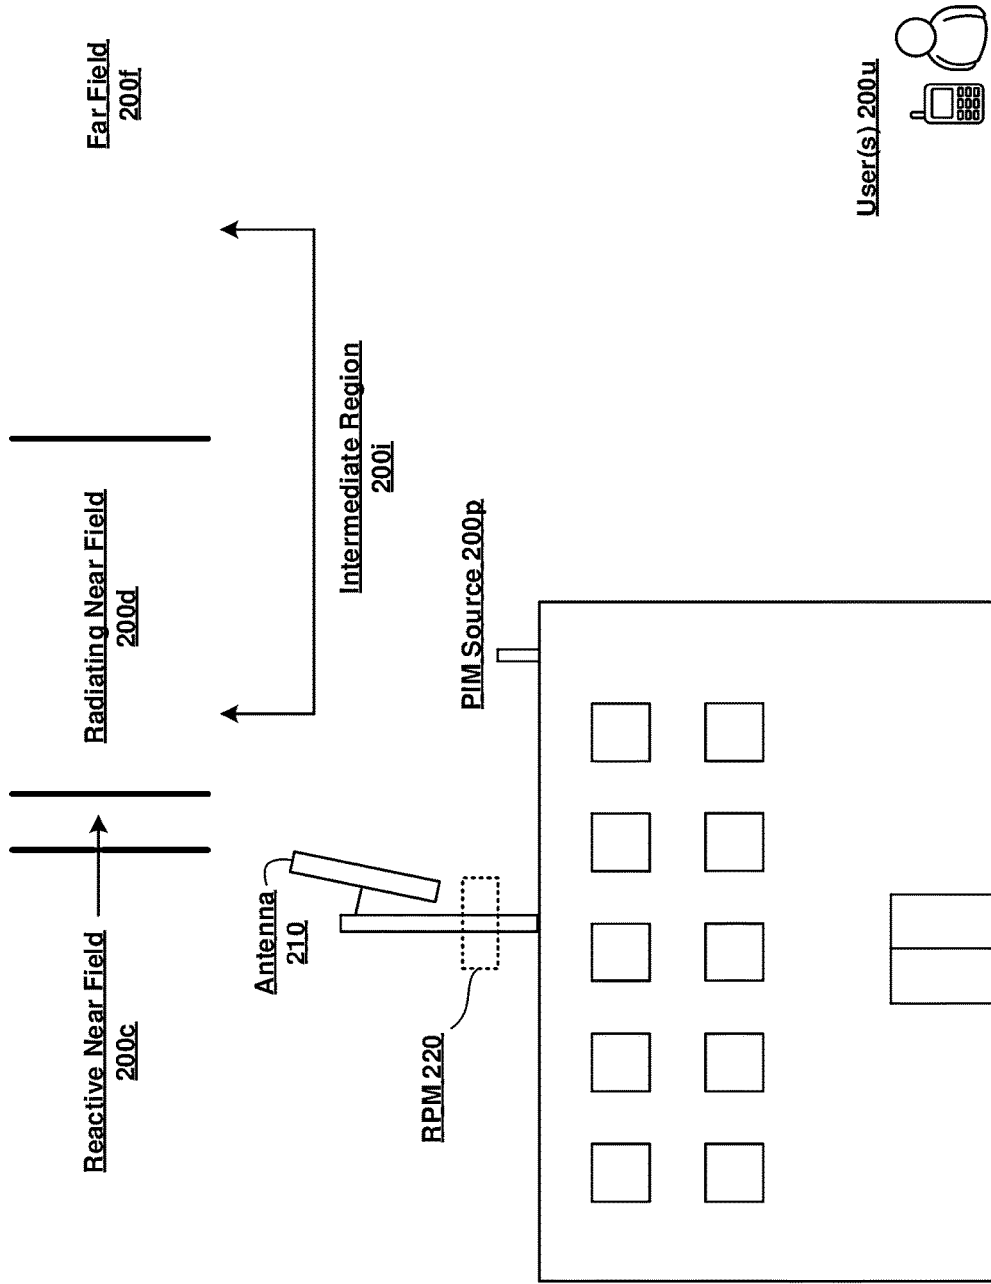 Reactive Near Field
200c
Radiating Near Field
200d
Far Field
200f
Intermediate Region
200i
Antenna
210
RPM 220
PIM Source 200p
User(s) 200u